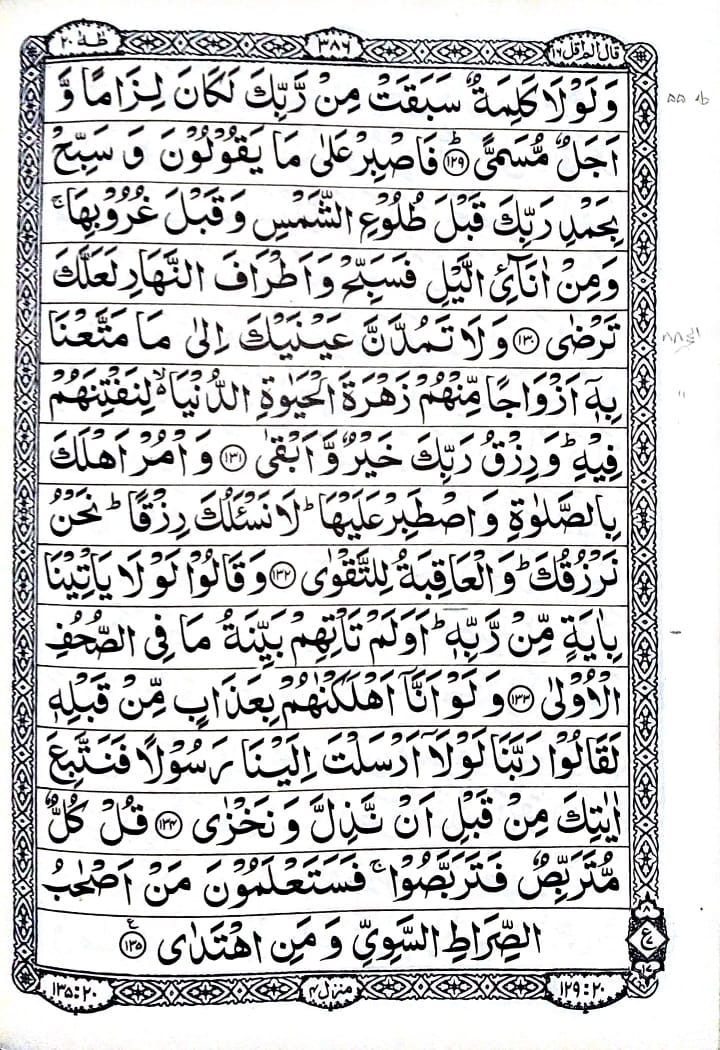 قال الم اقل ١٦ ٣٨٦ طٰهٰ ٢٠
وَلَوْلَا كَلِمَةٌ سَبَقَتْ مِنْ رَّبِّكَ لَكَانَ لِزَامًا وَّ
اَجَلٌ مُّسَمًّىؕ ۝١٢٩ فَاصْبِرْ عَلٰى مَا يَقُوْلُوْنَ وَ سَبِّحْ
بِحَمْدِ رَبِّكَ قَبْلَ طُلُوْعِ الشَّمْسِ وَقَبْلَ غُرُوْبِهَاۚ
وَمِنْ اٰنَآئِ الَّيْلِ فَسَبِّحْ وَاَطْرَافَ النَّهَارِ لَعَلَّكَ
تَرْضٰى ۝١٣٠ وَلَا تَمُدَّنَّ عَيْنَيْكَ اِلٰى مَا مَتَّعْنَا
بِهٖۤ اَزْوَاجًا مِّنْهُمْ زَهْرَةَ الْحَيٰوةِ الدُّنْيَا ۙ۬ لِنَفْتِنَهُمْ
فِيْهِؕ وَرِزْقُ رَبِّكَ خَيْرٌ وَّاَبْقٰى ۝١٣١ وَاْمُرْ اَهْلَكَ
بِالصَّلٰوةِ وَاصْطَبِرْ عَلَيْهَاؕ لَا نَسْـَٔلُكَ رِزْقًاؕ نَحْنُ
نَرْزُقُكَؕ وَالْعَاقِبَةُ لِلتَّقْوٰى ۝١٣٢ وَقَالُوْا لَوْلَا يَاْتِيْنَا
بِاٰيَةٍ مِّنْ رَّبِّهٖؕ اَوَلَمْ تَاْتِهِمْ بَيِّنَةُ مَا فِى الصُّحُفِ
الْاُوْلٰى ۝١٣٣ وَلَوْ اَنَّاۤ اَهْلَكْنٰهُمْ بِعَذَابٍ مِّنْ قَبْلِهٖ
لَقَالُوْا رَبَّنَا لَوْلَاۤ اَرْسَلْتَ اِلَيْنَا رَسُوْلًا فَنَتَّبِعَ
اٰيٰتِكَ مِنْ قَبْلِ اَنْ نَّذِلَّ وَنَخْزٰى ۝١٣٤ قُلْ كُلٌّ
مُّتَرَبِّصٌ فَتَرَبَّصُوْاۚ فَسَتَعْلَمُوْنَ مَنْ اَصْحٰبُ
الصِّرَاطِ السَّوِيِّ وَمَنِ اهْتَدٰى ۝١٣٥ ع
٨
ع
١٧
١٢٩:٢٠ منزل ٤ ١٣٥:٢٠